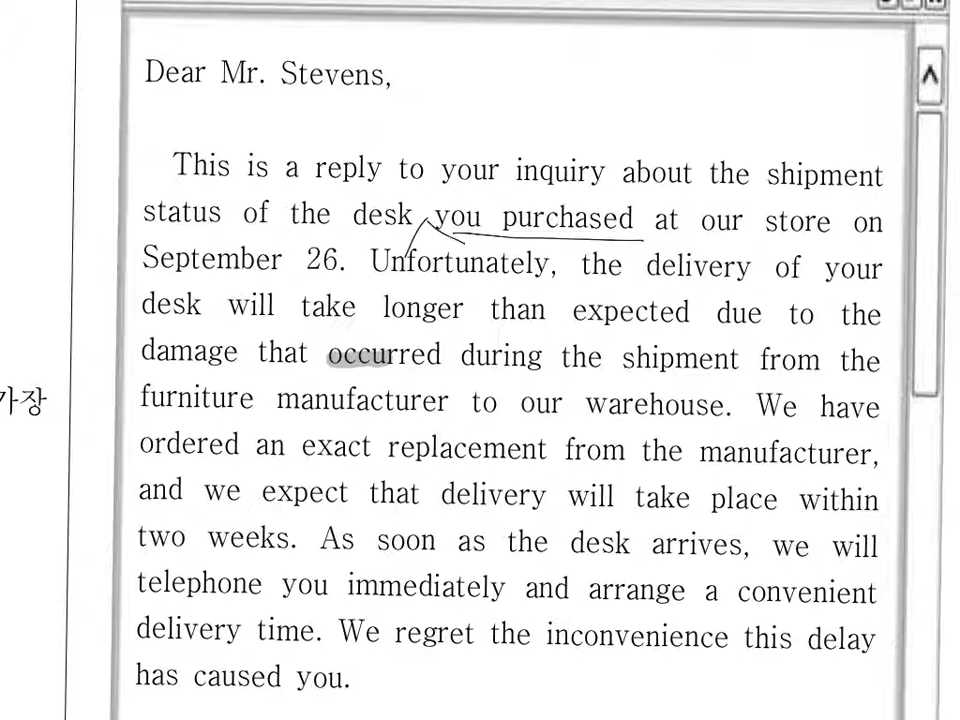 Dear Mr. Stevens,
This is a reply to your inquiry about the shipment
status of the desk you purchased at our store on
September 26. Unfortunately, the delivery of your
desk will take longer than expected due to the
damage that occurred during the shipment from the
가장
furniture manufacturer to our warehouse. We have
ordered an exact replacement from the manufacturer,
and we expect that delivery will take place within
two weeks. As soon as the desk arrives, we will
telephone you immediately and arrange a convenient
delivery time. We regret the inconvenience this delay
has caused you.